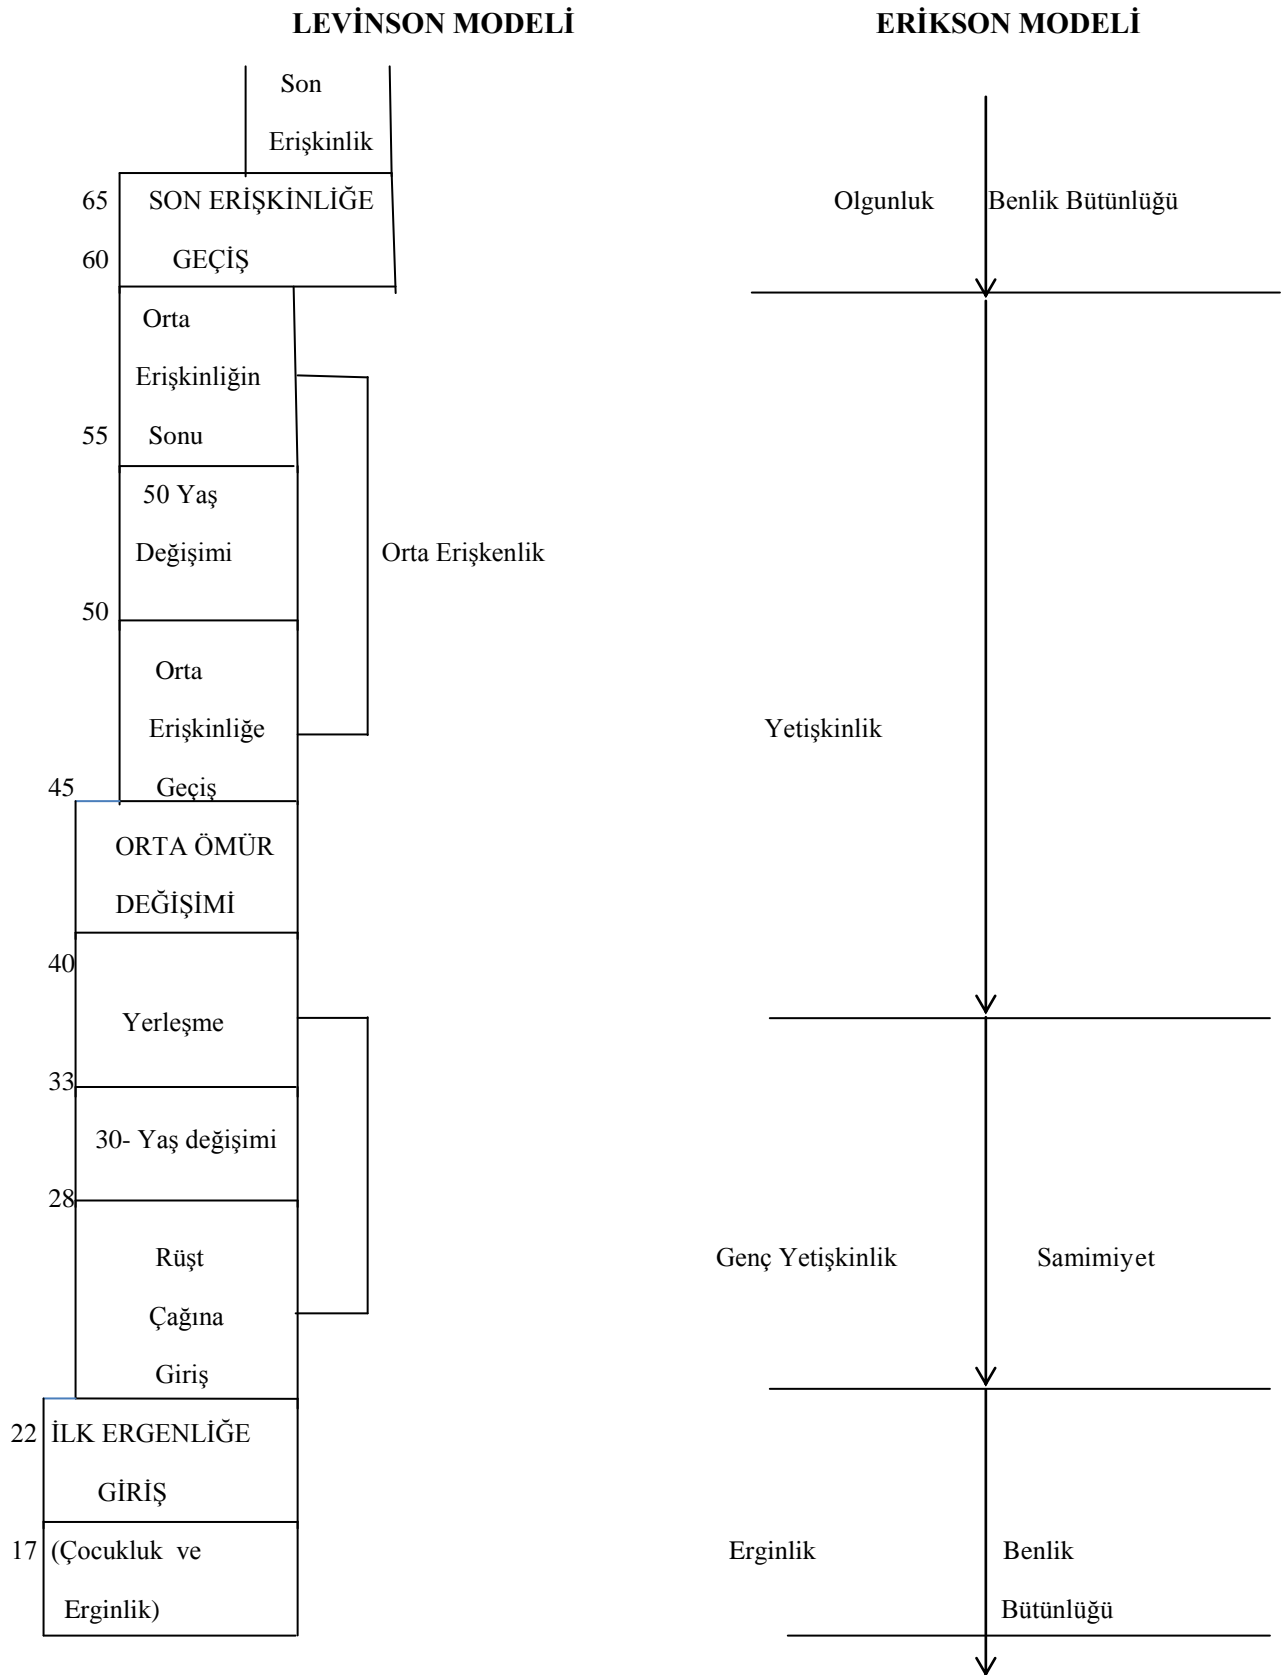 LEVİNSON MODELİ ERİKSON MODELİ
Son
Erişkinlik
65 SON ERİŞKİNLİĞE Olgunluk Benlik Bütünlüğü
60 GEÇİŞ
Orta
Erişkinliğin
55 Sonu
50 Yaş
Değişimi Orta Erişkenlik
50
Orta
Erişkinliğe Yetişkinlik
45 Geçiş
ORTA ÖMÜR
DEĞİŞİMİ
40
Yerleşme
33
30- Yaş değişimi
28
Rüşt Genç Yetişkinlik Samimiyet
Çağına
Giriş
22 İLK ERGENLİĞE
GİRİŞ
17 (Çocukluk ve Erginlik Benlik
Erginlik) Bütünlüğü